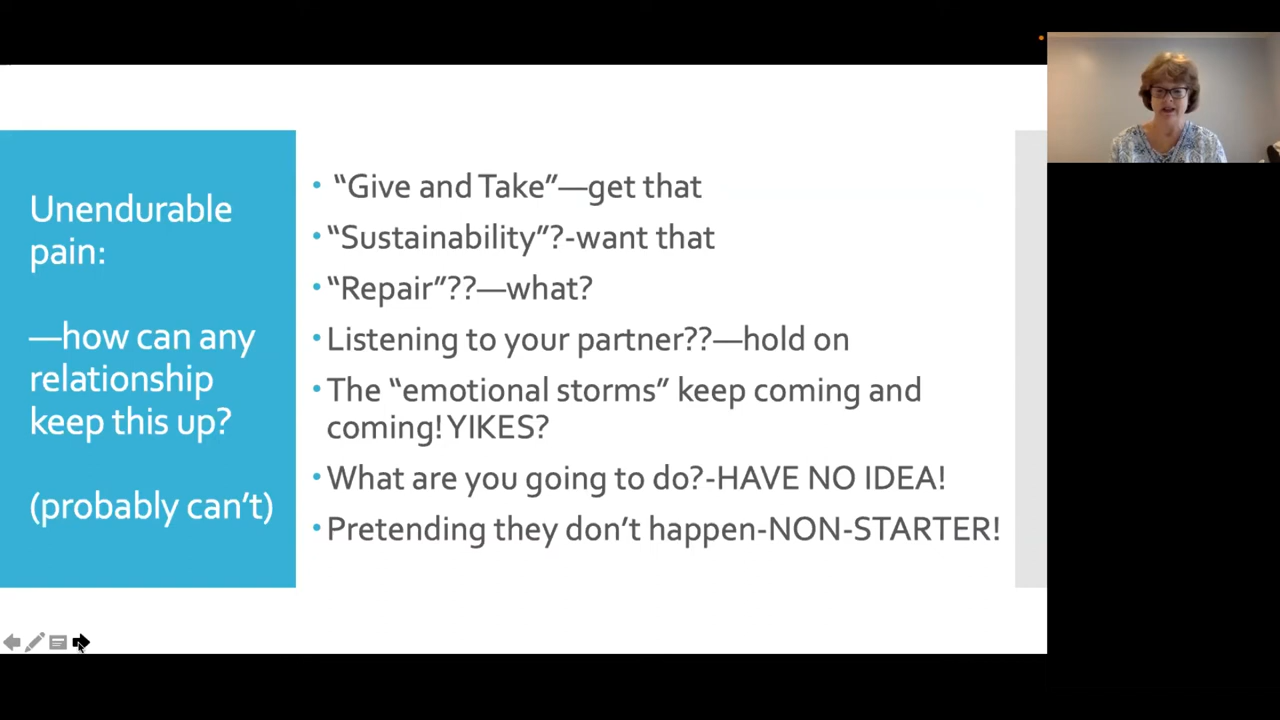 Unendurable
pain:
—how can any
relationship
keep this up?
(probably can’t)
• “Give and Take”—get that
• “Sustainability”?-want that
• “Repair”??—what?
• Listening to your partner??—hold on
• The “emotional storms” keep coming and
coming! YIKES?
• What are you going to do?-HAVE NO IDEA!
• Pretending they don’t happen-NON-STARTER!